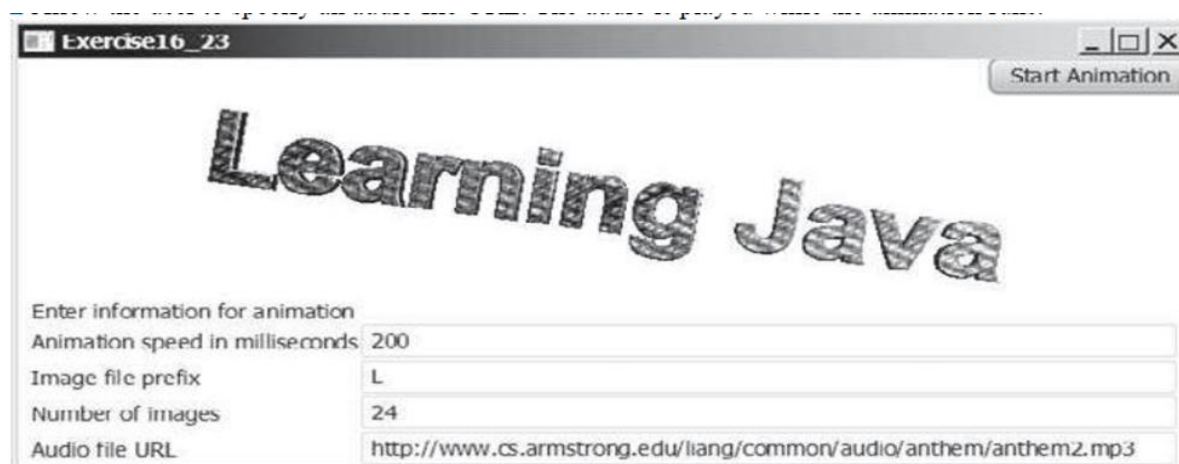 Exercise16_23
Start Animation
Learning Java
Enter information for animation
Animation speed in milliseconds 200
Image file prefix L
Number of images 24
Audio file URL http://www.cs.armstrong.edu/liang/common/audio/anthem/anthem2.mp3